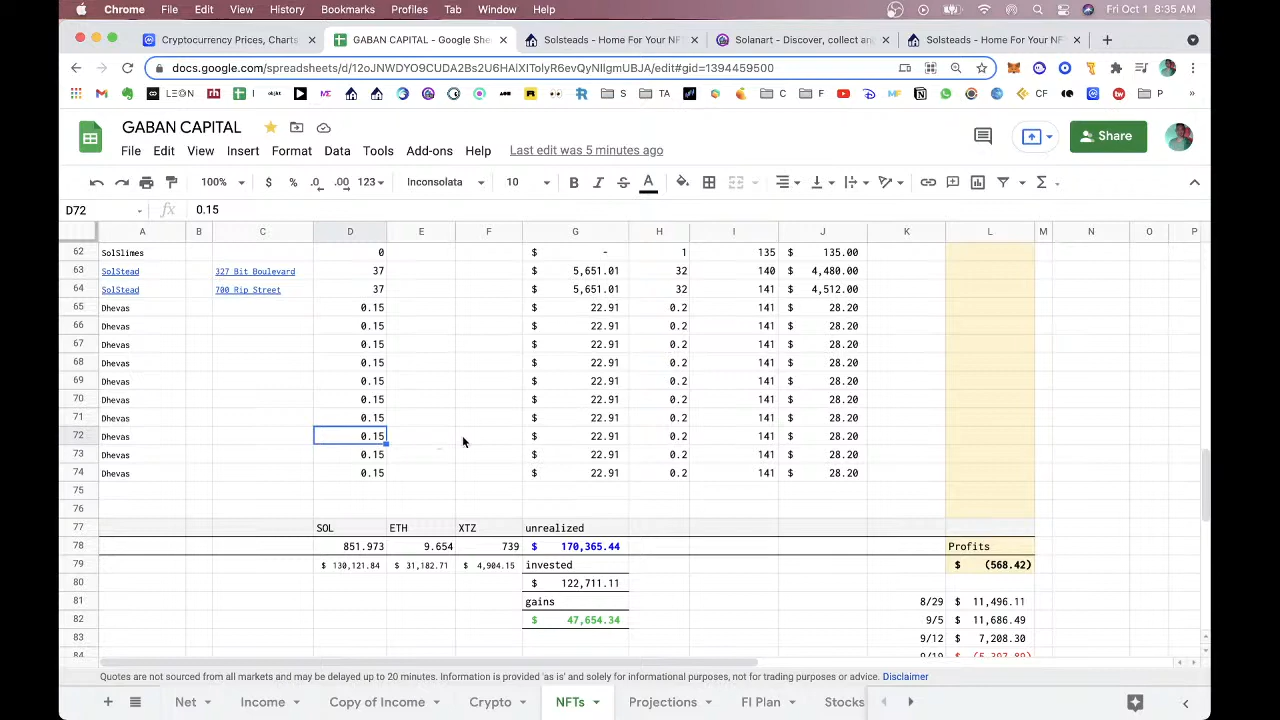 Chrome File Edit View History Bookmarks Profiles Tab Window Help Fri Oct 1 8:35 AM
Cryptocurrency Prices, Charts GABAN CAPITAL - Google She Solsteads - Home For Your NF Solanart - Discover, collect an Solsteads - Home For Your NF
docs.google.com/spreadsheets/d/12oJNWDYO9CUDA2Bs2U6HAlXITolyR6evQyNIlgmUBJA/edit#gid=1394459500
S TA C F CF P »
GABAN CAPITAL
File Edit View Insert Format Data Tools Add-ons Help Last edit was 5 minutes ago
Share
100% $ % .0 .00 123 Inconsolata 10 B I S A
D72 fx 0.15
A B C D E F G H I J K L M N O P
62 SolSlimes 0 $ - 1 135 $ 135.00
63 SolStead 327 Bit Boulevard 37 $ 5,651.01 32 140 $ 4,480.00
64 SolStead 700 Rip Street 37 $ 5,651.01 32 141 $ 4,512.00
65 Dhevas 0.15 $ 22.91 0.2 141 $ 28.20
66 Dhevas 0.15 $ 22.91 0.2 141 $ 28.20
67 Dhevas 0.15 $ 22.91 0.2 141 $ 28.20
68 Dhevas 0.15 $ 22.91 0.2 141 $ 28.20
69 Dhevas 0.15 $ 22.91 0.2 141 $ 28.20
70 Dhevas 0.15 $ 22.91 0.2 141 $ 28.20
71 Dhevas 0.15 $ 22.91 0.2 141 $ 28.20
72 Dhevas 0.15 $ 22.91 0.2 141 $ 28.20
73 Dhevas 0.15 $ 22.91 0.2 141 $ 28.20
74 Dhevas 0.15 $ 22.91 0.2 141 $ 28.20
75
76
77 SOL ETH XTZ unrealized
78 851.973 9.654 739 $ 170,365.44 Profits
79 $ 130,121.84 $ 31,182.71 $ 4,904.15 invested $ (568.42)
80 $ 122,711.11
81 gains 8/29 $ 11,496.11
82 $ 47,654.34 9/5 $ 11,686.49
83 9/12 $ 7,208.30
84 9/19 $ (5,397.89)
Quotes are not sourced from all markets and may be delayed up to 20 minutes. Information is provided 'as is' and solely for informational purposes, not for trading purposes or advice. Disclaimer
Net Income Copy of Income Crypto NFTs Projections FI Plan Stocks